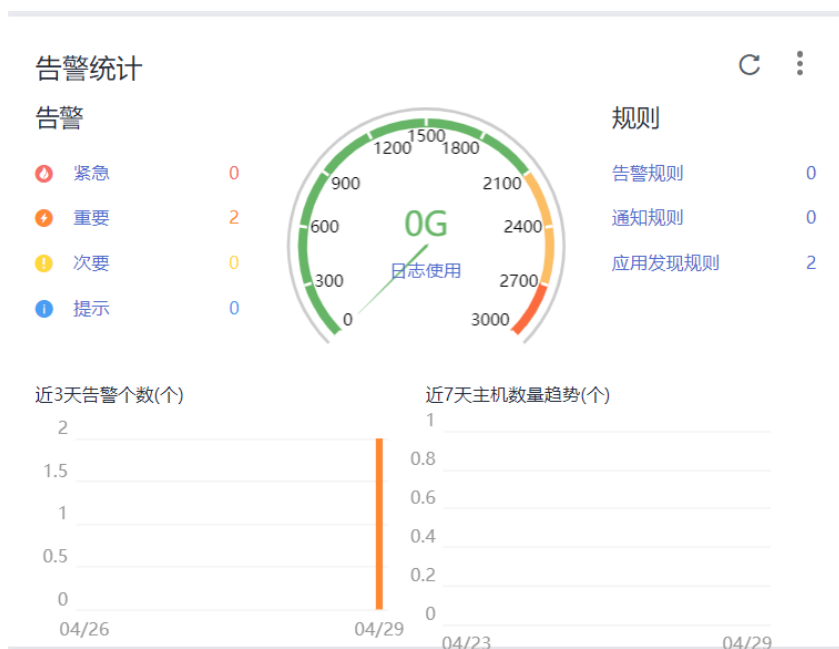 告警统计
告警
紧急 0
重要 2
次要 0
提示 0
0
300
600
900
1200
1500
1800
2100
2400
2700
3000
0G
日志使用
规则
告警规则 0
通知规则 0
应用发现规则 2
近3天告警个数(个)
2
1.5
1
0.5
0
04/26 04/29
近7天主机数量趋势(个)
1
0.8
0.6
0.4
0.2
0
04/23 04/29